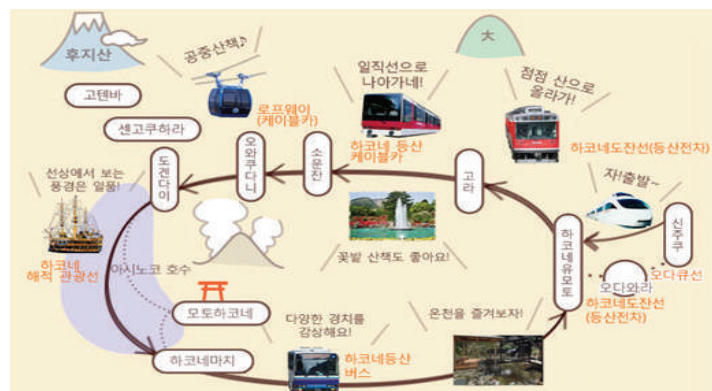 후지산
공중산책♪
大
고텐바
센고쿠하라
로프웨이
(케이블카)
일직선으로
나아가네!
하코네 등산
케이블카
점점 산으로
올라가!
하코네도잔선(등산전차)
선상에서 보는
풍경은 일품!
도겐다이
오와쿠다니
소운잔
고라
자!출발~
신주쿠
하코네유모토
오다큐선
오다와라
하코네도잔선
(등산전차)
하코네
해적 관광선
아시노코 호수
꽃밭 산책도 좋아요!
모토하코네
다양한 경치를
감상해요!
온천을 즐겨보자!
하코네마치
하코네등산
버스